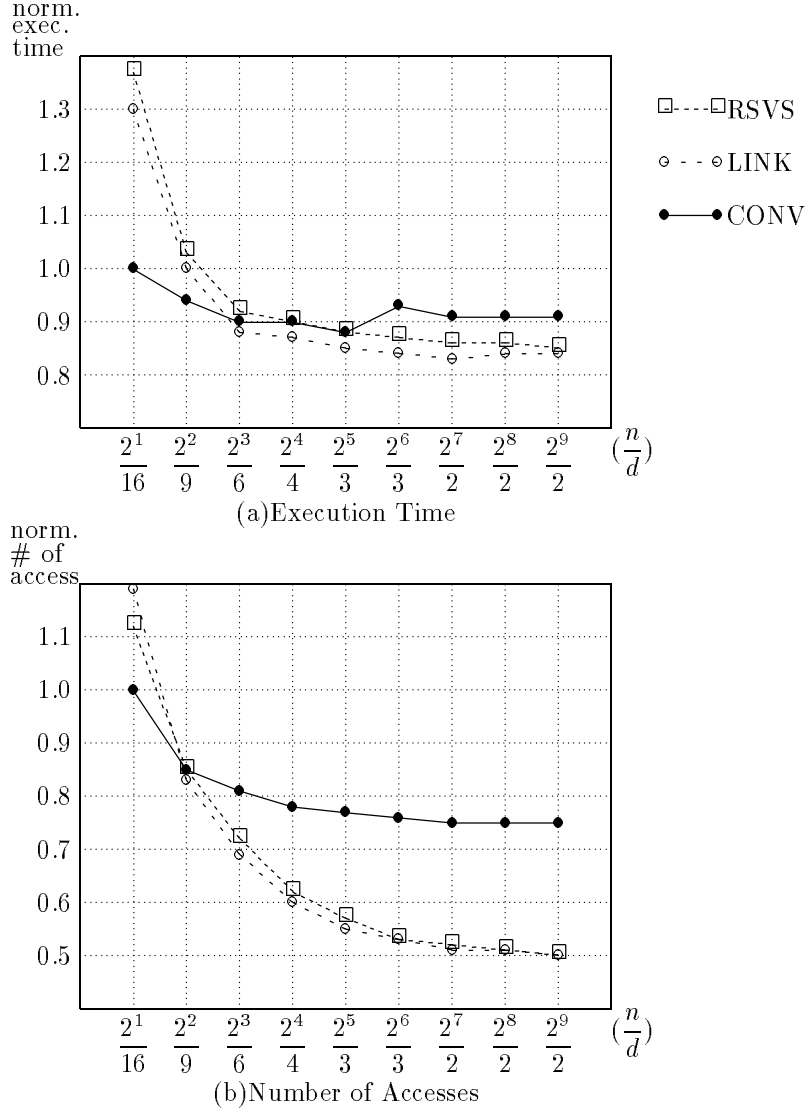 norm.
exec.
time
1.3
1.2
1.1
1.0
0.9
0.8
2^1/16 2^2/9 2^3/6 2^4/4 2^5/3 2^6/3 2^7/2 2^8/2 2^9/2 (n/d)
(a)Execution Time
RSVS
LINK
CONV
norm.
# of
access
1.1
1.0
0.9
0.8
0.7
0.6
0.5
2^1/16 2^2/9 2^3/6 2^4/4 2^5/3 2^6/3 2^7/2 2^8/2 2^9/2 (n/d)
(b)Number of Accesses